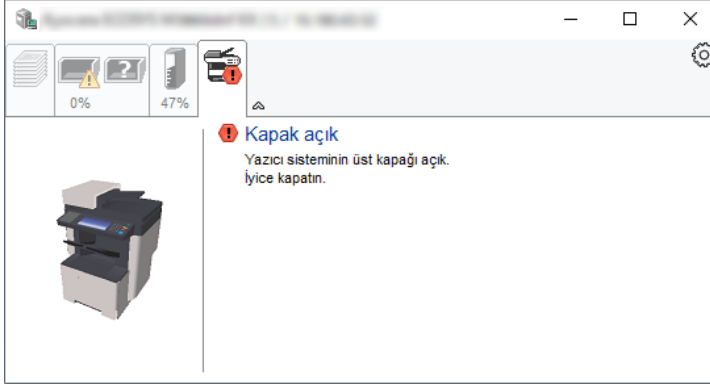 0%
47%
Kapak açık
Yazıcı sisteminin üst kapağı açık.
İyice kapatın.